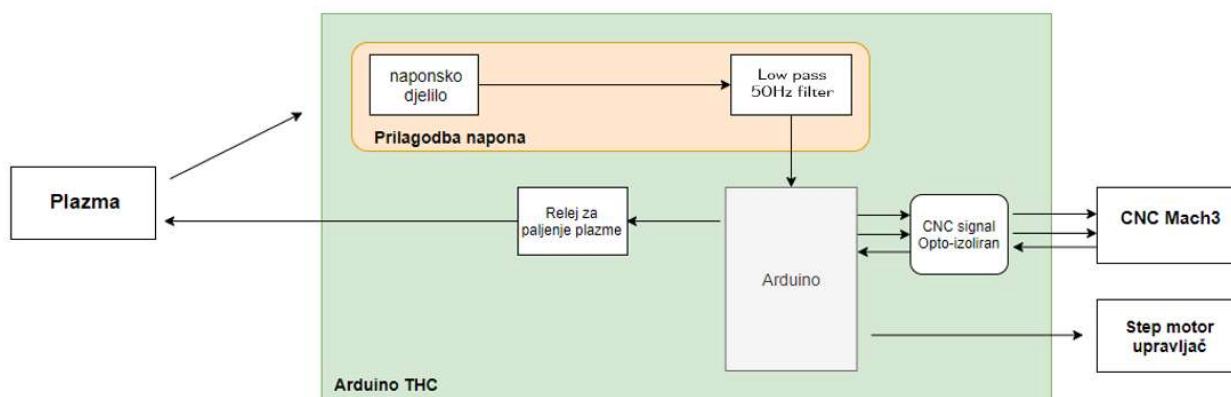 naponsko
djelilo
Low pass
50Hz filter
Prilagodba napona
Plazma
Relej za
paljenje plazme
Arduino
CNC signal
Opto-izoliran
CNC Mach3
Step motor
upravljač
Arduino THC